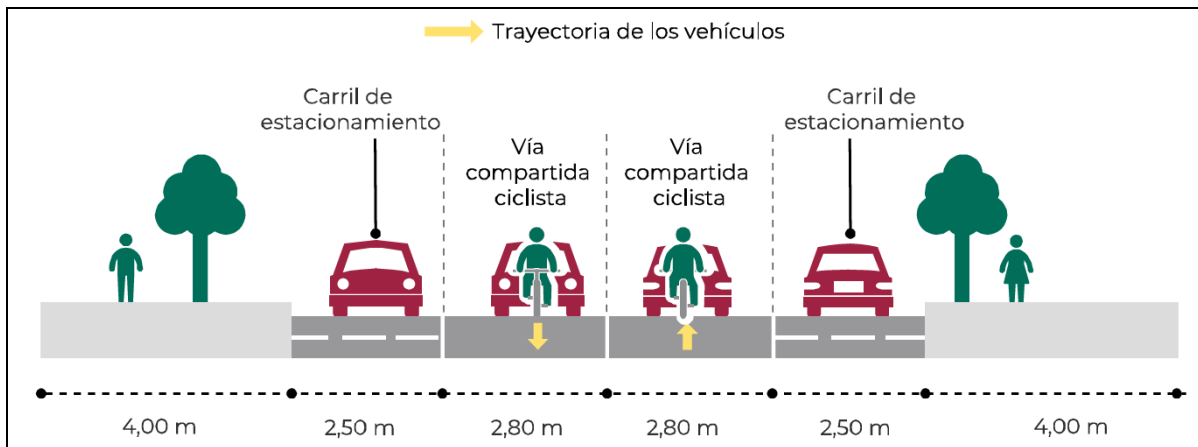 Trayectoria de los vehículos
Carril de
estacionamiento
Vía
compartida
ciclista
Vía
compartida
ciclista
Carril de
estacionamiento
4,00 m
2,50 m
2,80 m
2,80 m
2,50 m
4,00 m